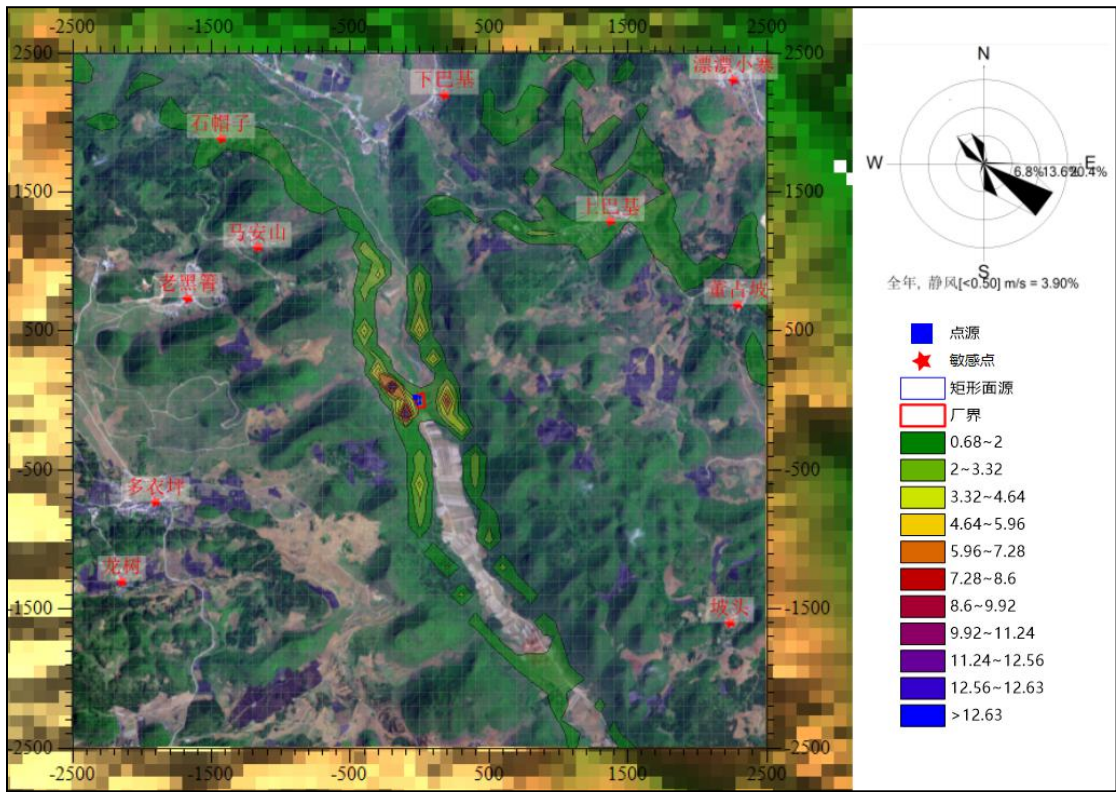 -1500 -500 500 1500
-2500 2500
2500 2500
下巴基
漂漂小寨
石帽子
1500 1500
上巴基
马安山
老黑箐
董占坡
500 500
-500 -500
多衣坪
龙树
-1500 -1500
坡头
-2500 -2500
-2500 -1500 -500 500 1500 2500
N
W
E
6.8%13.6%20.4%
S
全年, 静风[<0.50] m/s = 3.90%
点源
敏感点
矩形面源
厂界
0.68~2
2~3.32
3.32~4.64
4.64~5.96
5.96~7.28
7.28~8.6
8.6~9.92
9.92~11.24
11.24~12.56
12.56~12.63
>12.63